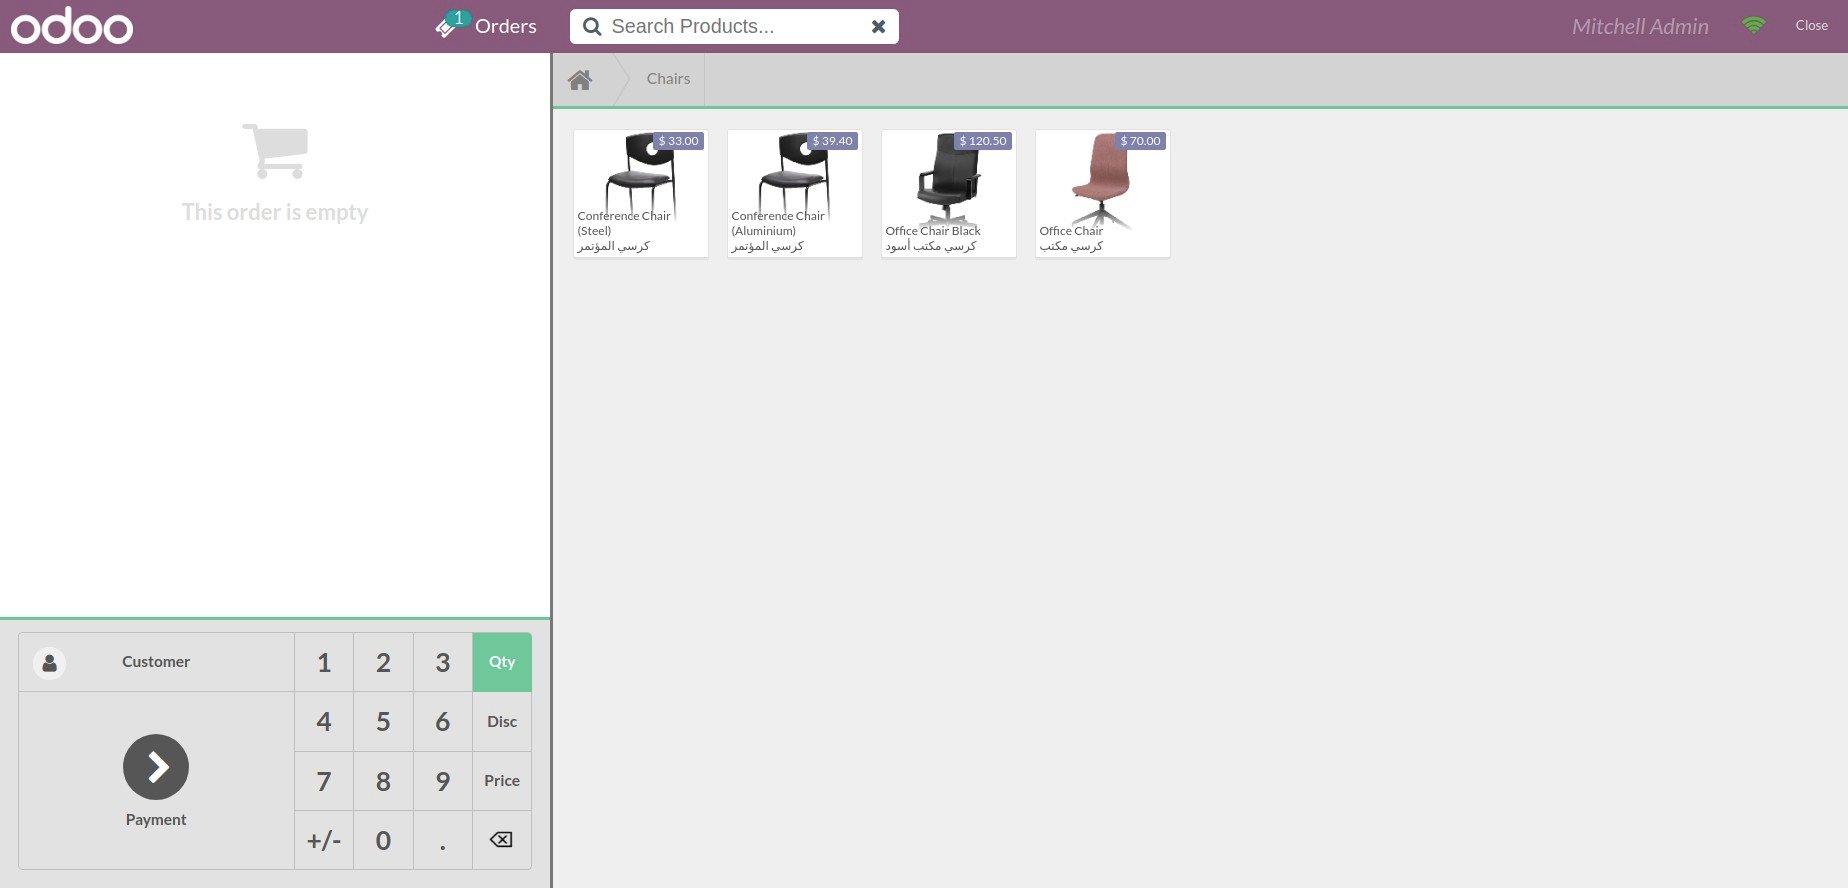 odoo
1
Orders
Search Products...
Mitchell Admin
Close
Chairs
This order is empty
$ 33.00
Conference Chair
(Steel)
كرسي المؤتمر
$ 39.40
Conference Chair
(Aluminium)
كرسي المؤتمر
$ 120.50
Office Chair Black
كرسي مكتب أسود
$ 70.00
Office Chair
كرسي مكتب
Customer
1 2 3 Qty
4 5 6 Disc
7 8 9 Price
+/- 0 .
Payment